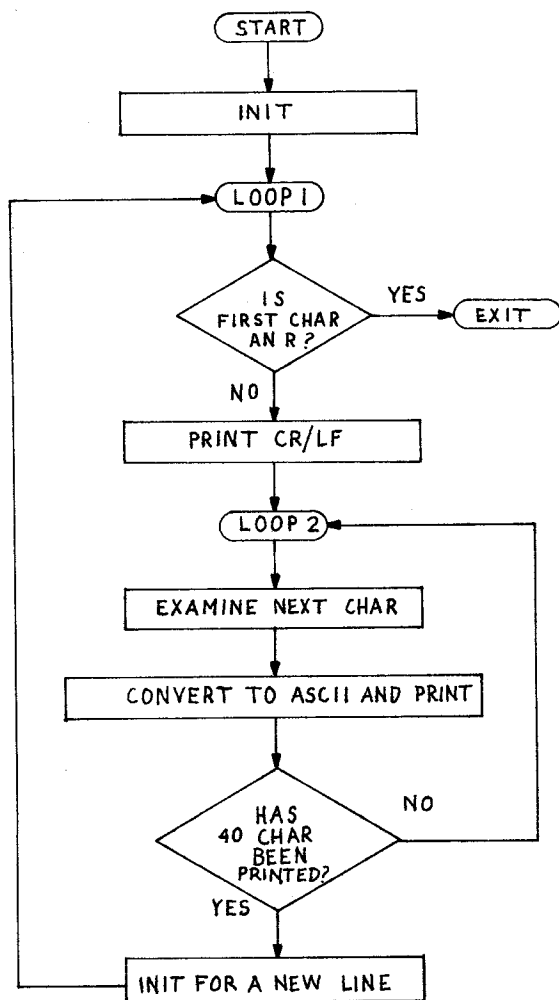 START
INIT
LOOP 1
IS
FIRST CHAR
AN R?
YES
EXIT
NO
PRINT CR/LF
LOOP 2
EXAMINE NEXT CHAR
CONVERT TO ASCII AND PRINT
HAS
40 CHAR
BEEN
PRINTED?
NO
YES
INIT FOR A NEW LINE